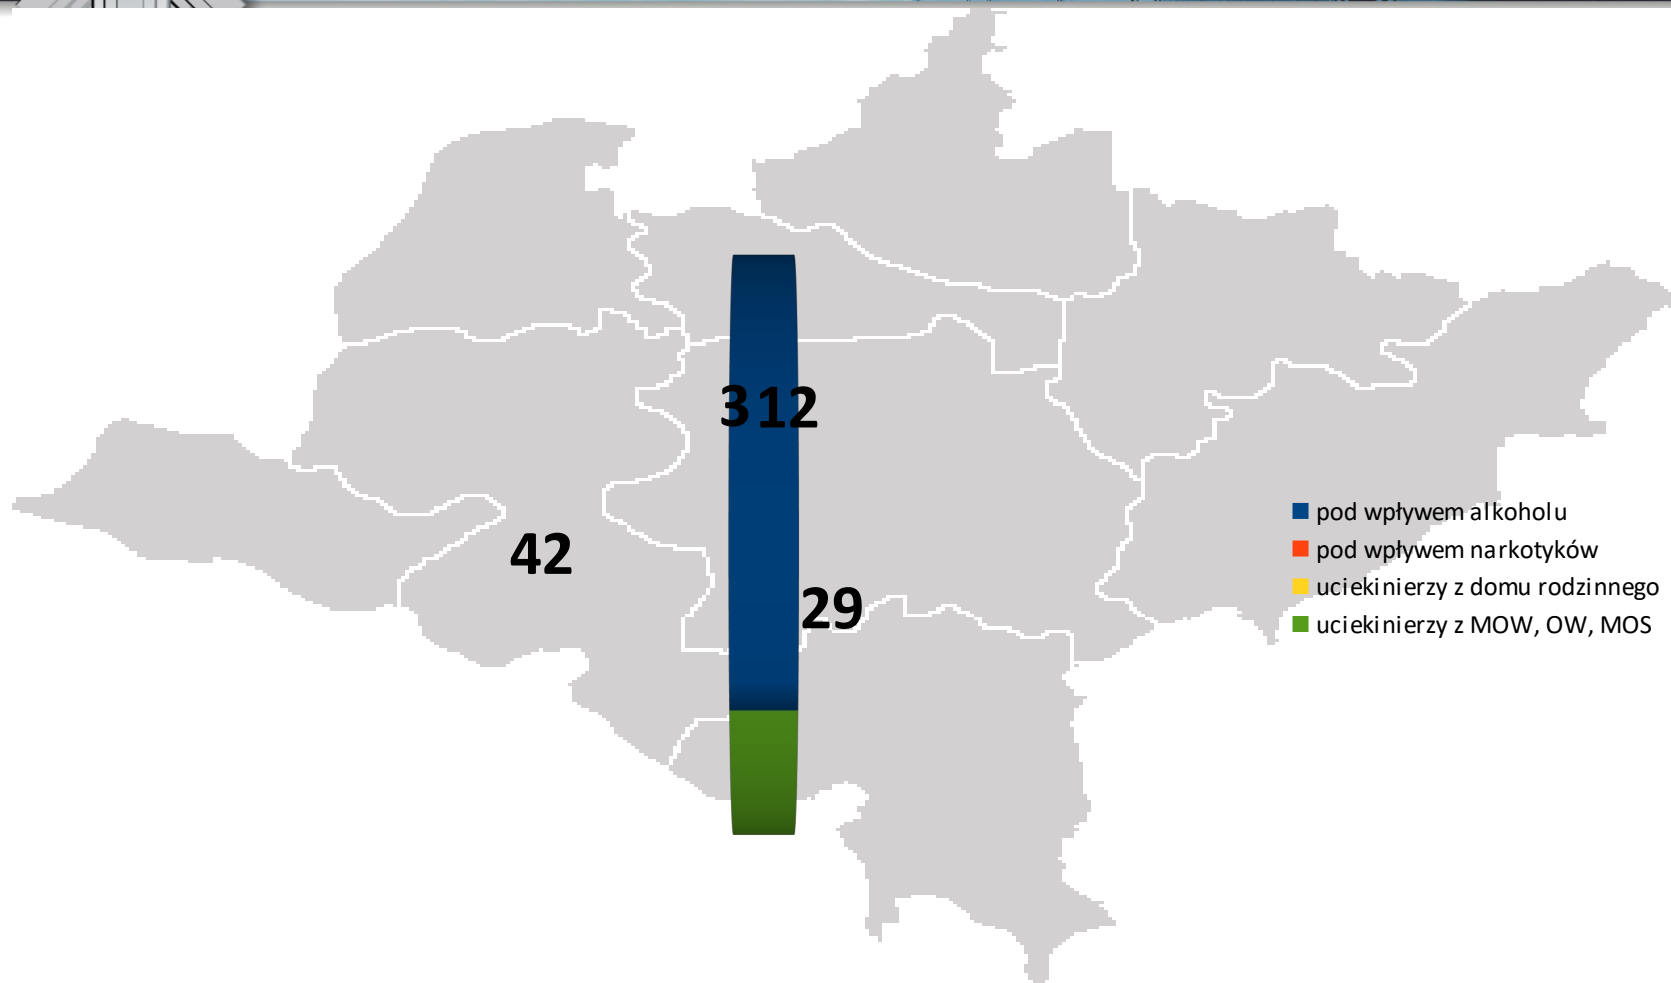 312
42
29
pod wpływem alkoholu
pod wpływem narkotyków
uciekinierzy z domu rodzinnego
uciekinierzy z MOW, OW, MOS